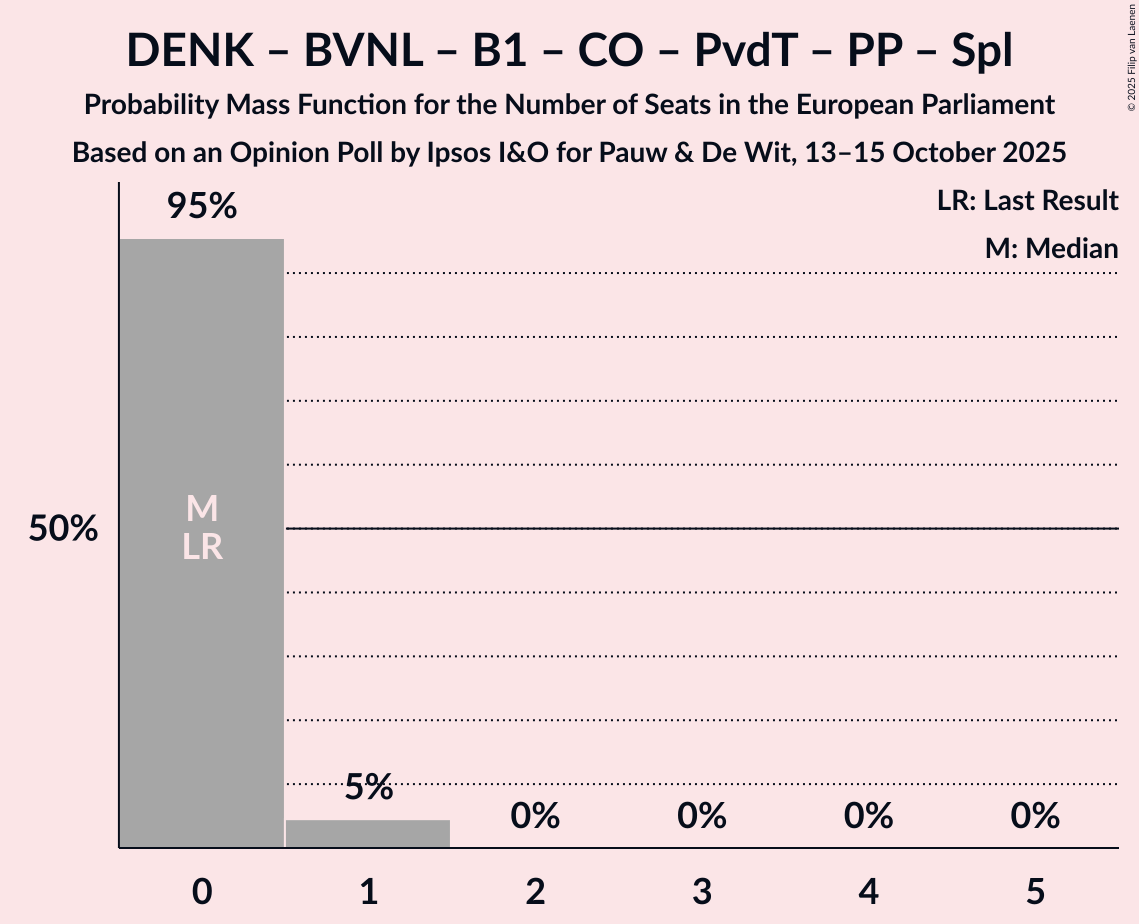 DENK – BVNL – B1 – CO – PvdT – PP – Spl
Probability Mass Function for the Number of Seats in the European Parliament
Based on an Opinion Poll by Ipsos I&O for Pauw & De Wit, 13–15 October 2025
© 2025 Filip van Laenen
LR: Last Result
M: Median
95%
M
LR
50%
5%
0%
0%
0%
0%
0
1
2
3
4
5